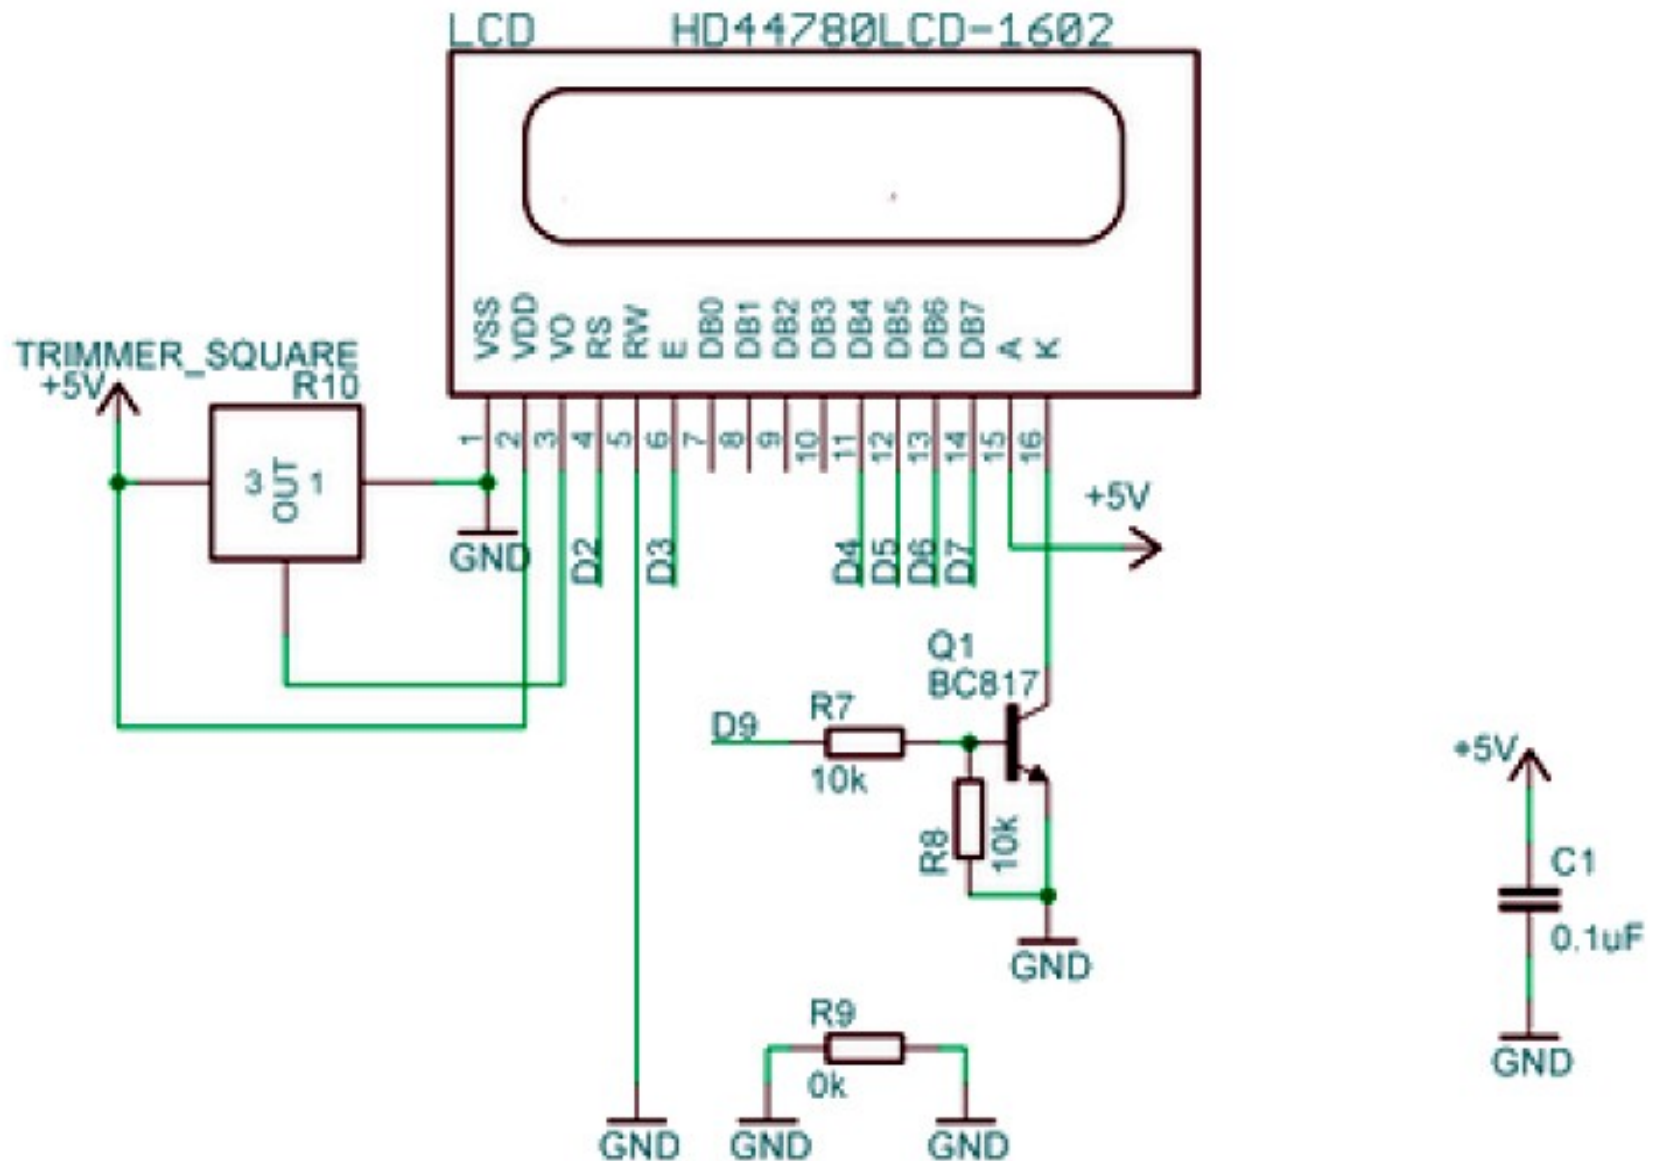 LCD HD44780LCD-1602
VSS VDD VO RS RW E DB0 DB1 DB2 DB3 DB4 DB5 DB6 DB7 A K
TRIMMER_SQUARE
+5V R10
1 2 3 4 5 6 7 8 9 10 11 12 13 14 15 16
3 OUT 1
+5V
GND D2 D3 D4 D5 D6 D7
Q1
BC817
D9 R7
10k
R8 10k
GND
+5V
C1
0.1uF
GND
R9
0k
GND GND GND